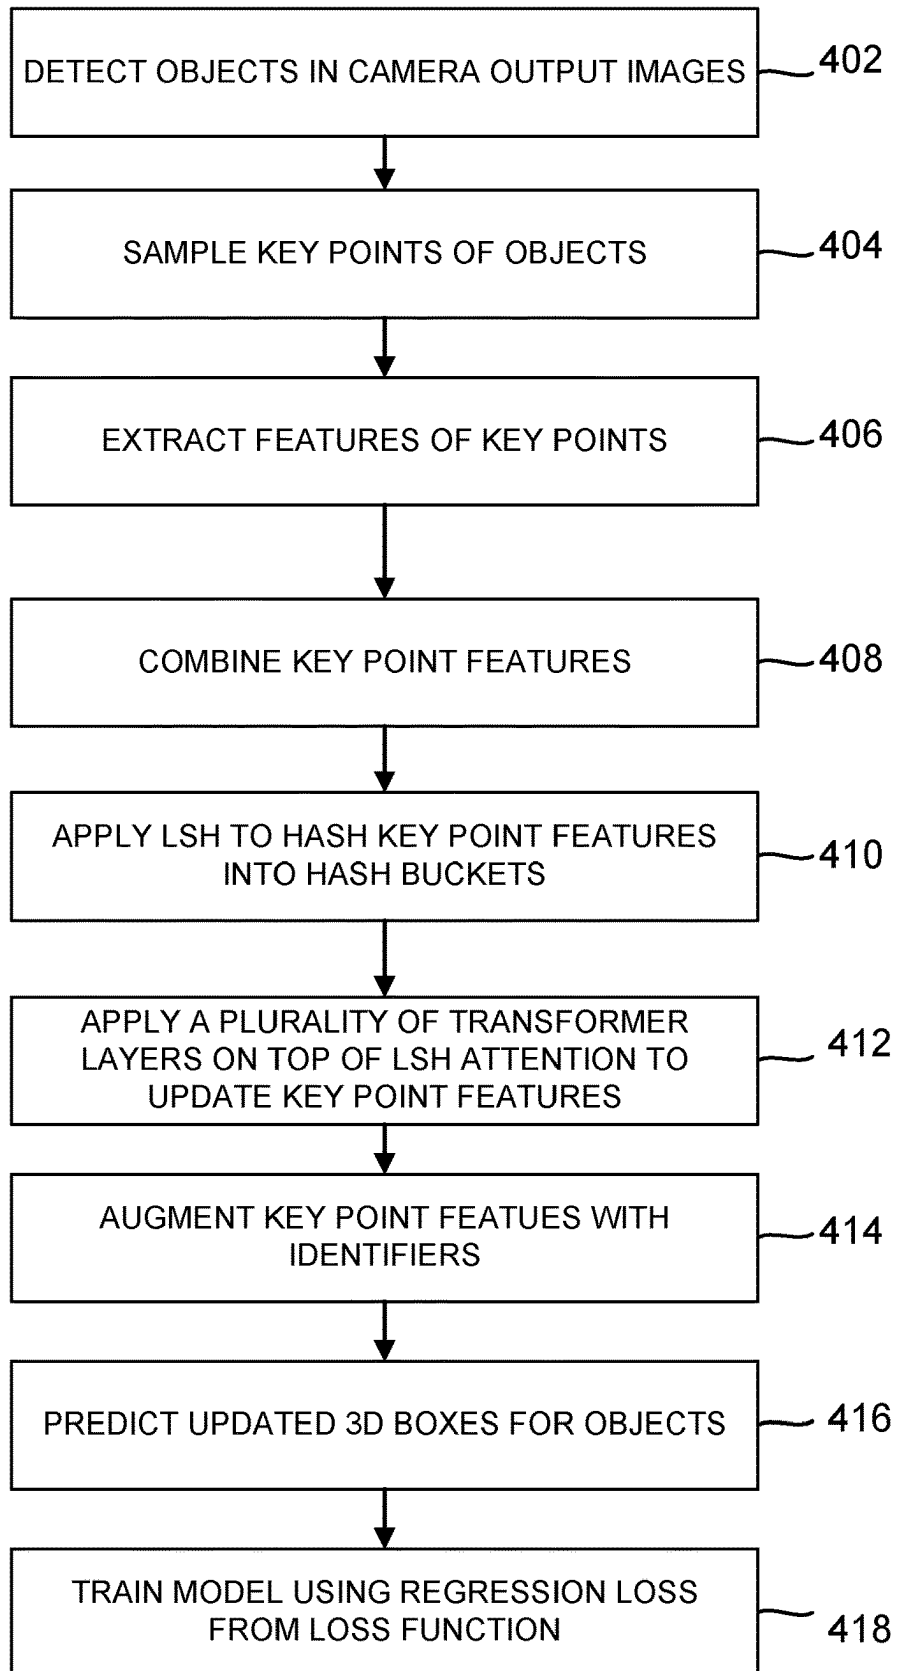 DETECT OBJECTS IN CAMERA OUTPUT IMAGES
402
SAMPLE KEY POINTS OF OBJECTS
404
EXTRACT FEATURES OF KEY POINTS
406
COMBINE KEY POINT FEATURES
408
APPLY LSH TO HASH KEY POINT FEATURES
INTO HASH BUCKETS
410
APPLY A PLURALITY OF TRANSFORMER
LAYERS ON TOP OF LSH ATTENTION TO
UPDATE KEY POINT FEATURES
412
AUGMENT KEY POINT FEATUES WITH
IDENTIFIERS
414
PREDICT UPDATED 3D BOXES FOR OBJECTS
416
TRAIN MODEL USING REGRESSION LOSS
FROM LOSS FUNCTION
418